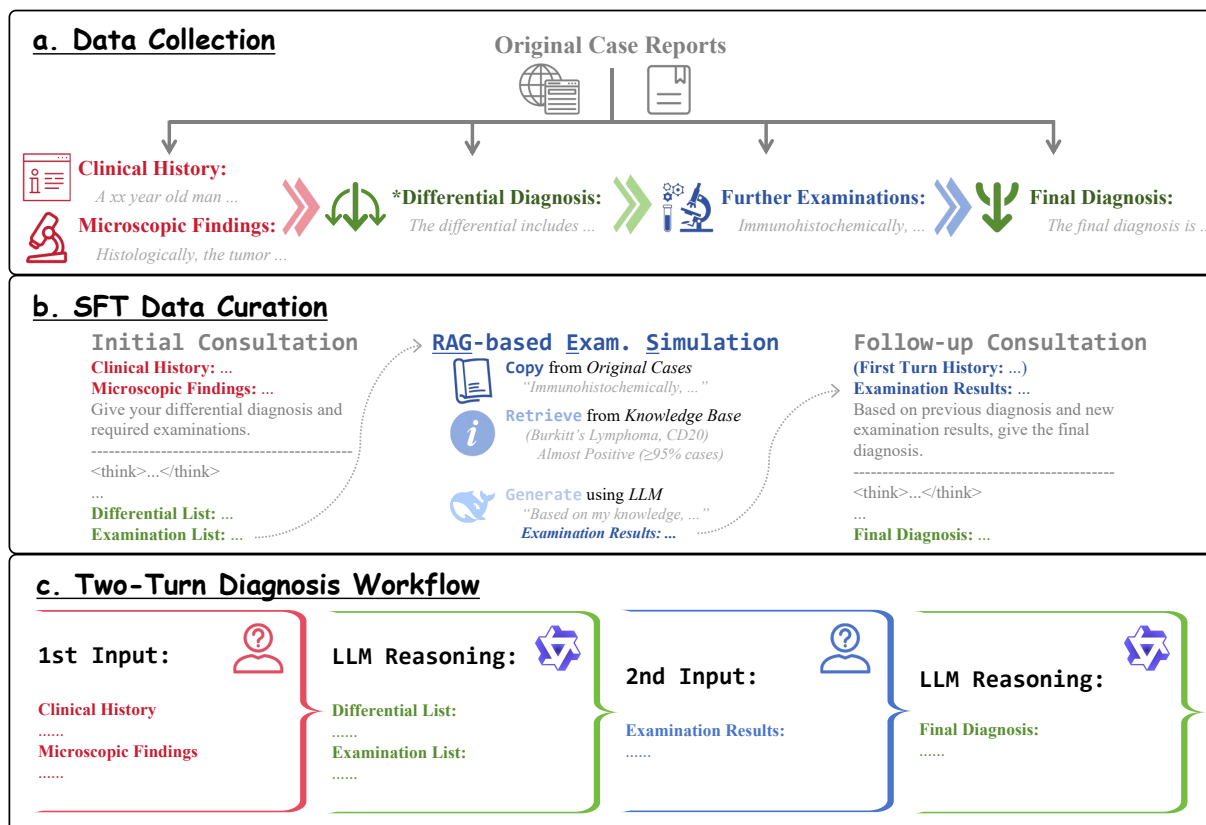 a. Data Collection
Original Case Reports
Clinical History:
A xx year old man ...
Microscopic Findings:
Histologically, the tumor ...
*Differential Diagnosis:
The differential includes ...
Further Examinations:
Immunohistochemically, ...
Final Diagnosis:
The final diagnosis is ...
b. SFT Data Curation
Initial Consultation
Clinical History: ...
Microscopic Findings: ...
Give your differential diagnosis and
required examinations.
----------------------------------------------
<think>...</think>
...
Differential List: ...
Examination List: ...
RAG-based Exam. Simulation
Copy from Original Cases
“Immunohistochemically, ...”
Retrieve from Knowledge Base
(Burkitt’s Lymphoma, CD20)
Almost Positive (≥95% cases)
Generate using LLM
“Based on my knowledge, ...”
Examination Results: ...
Follow-up Consultation
(First Turn History: ...)
Examination Results: ...
Based on previous diagnosis and new
examination results, give the final
diagnosis.
----------------------------------------------
<think>...</think>
...
Final Diagnosis: ...
c. Two-Turn Diagnosis Workflow
1st Input:
Clinical History
......
Microscopic Findings
......
LLM Reasoning:
Differential List:
......
Examination List:
......
2nd Input:
Examination Results:
......
LLM Reasoning:
Final Diagnosis:
......